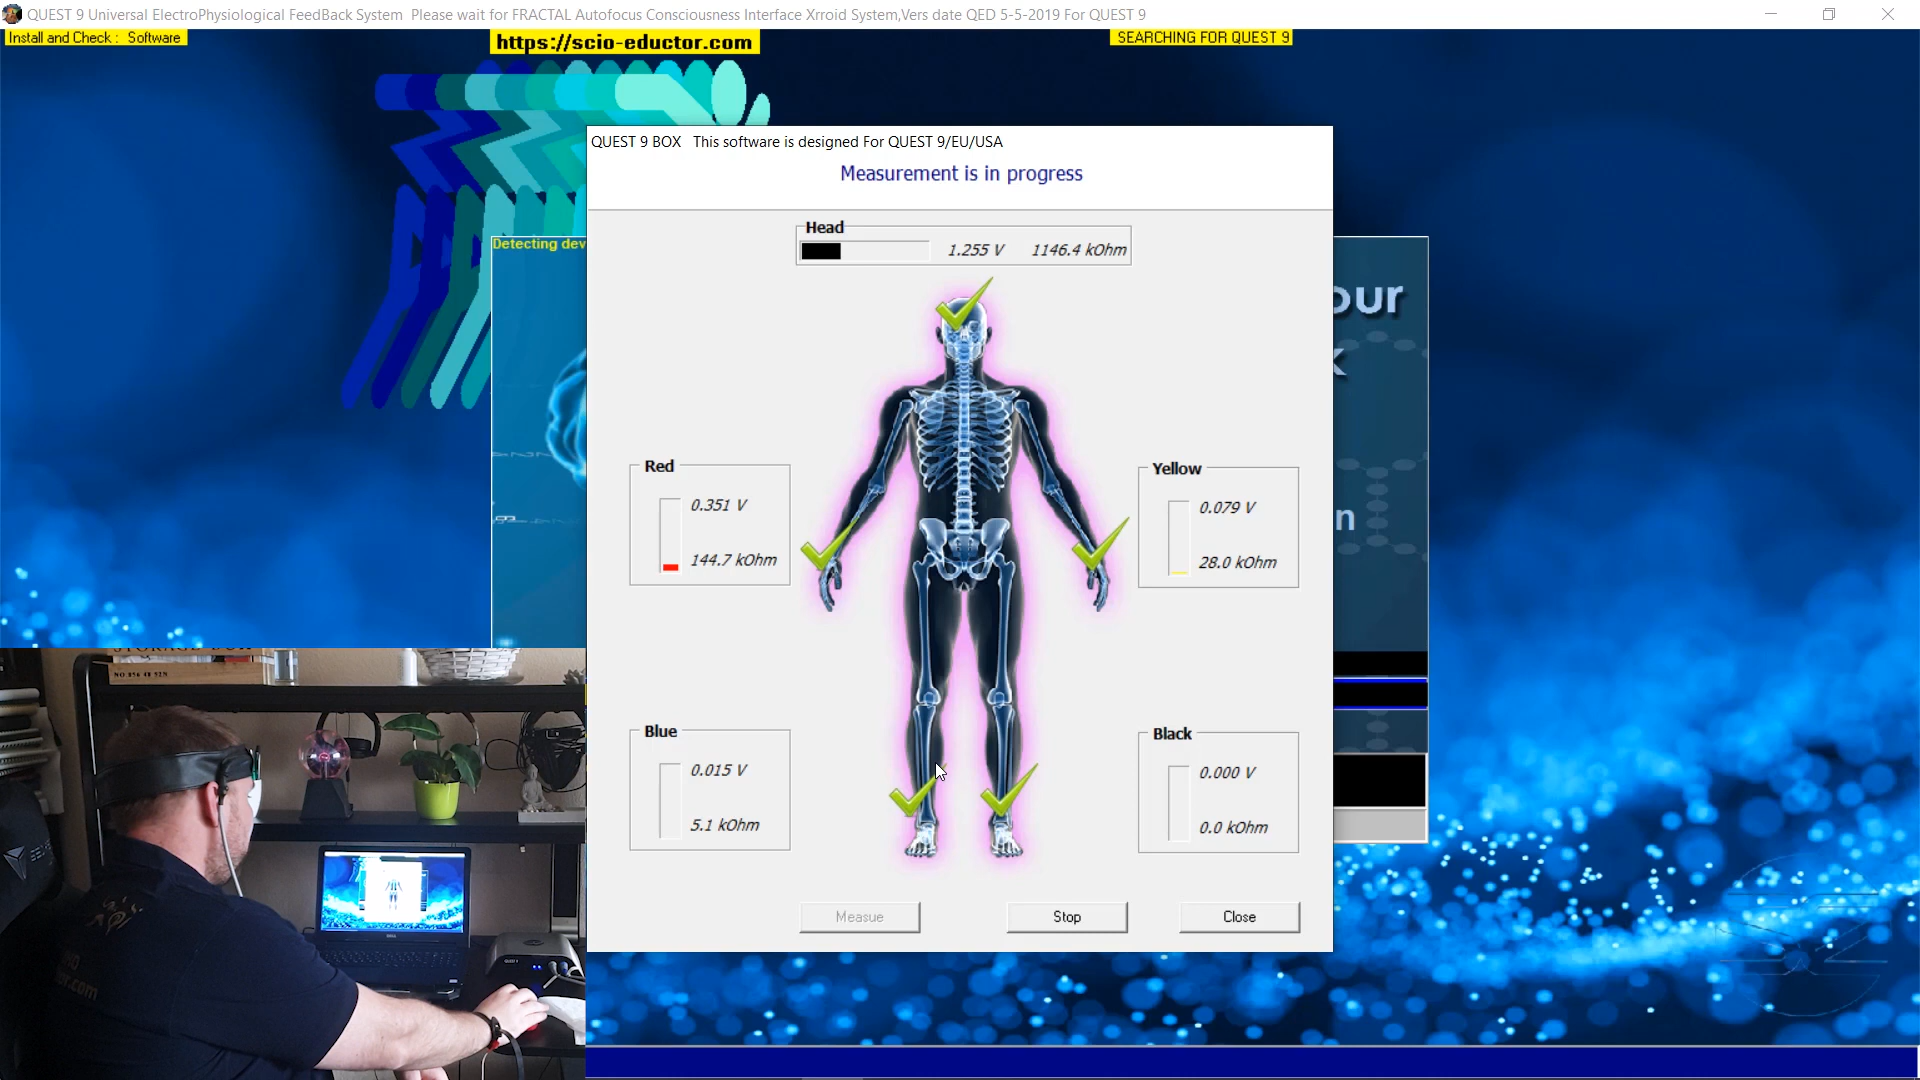 QUEST 9 Universal ElectroPhysiological FeedBack System  Please wait for FRACTAL Autofocus Consciousness Interface Xrroid System,Vers date QED 5-5-2019 For QUEST 9
Install and Check :  Software
https://scio-eductor.com
SEARCHING FOR QUEST 9
QUEST 9 BOX   This software is designed For QUEST 9/EU/USA
Measurement is in progress
Head
1.255 V
1146.4 kOhm
Detecting dev
our
k
n
Red
0.351 V
144.7 kOhm
Yellow
0.079 V
28.0 kOhm
Blue
0.015 V
5.1 kOhm
Black
0.000 V
0.0 kOhm
Measue
Stop
Close